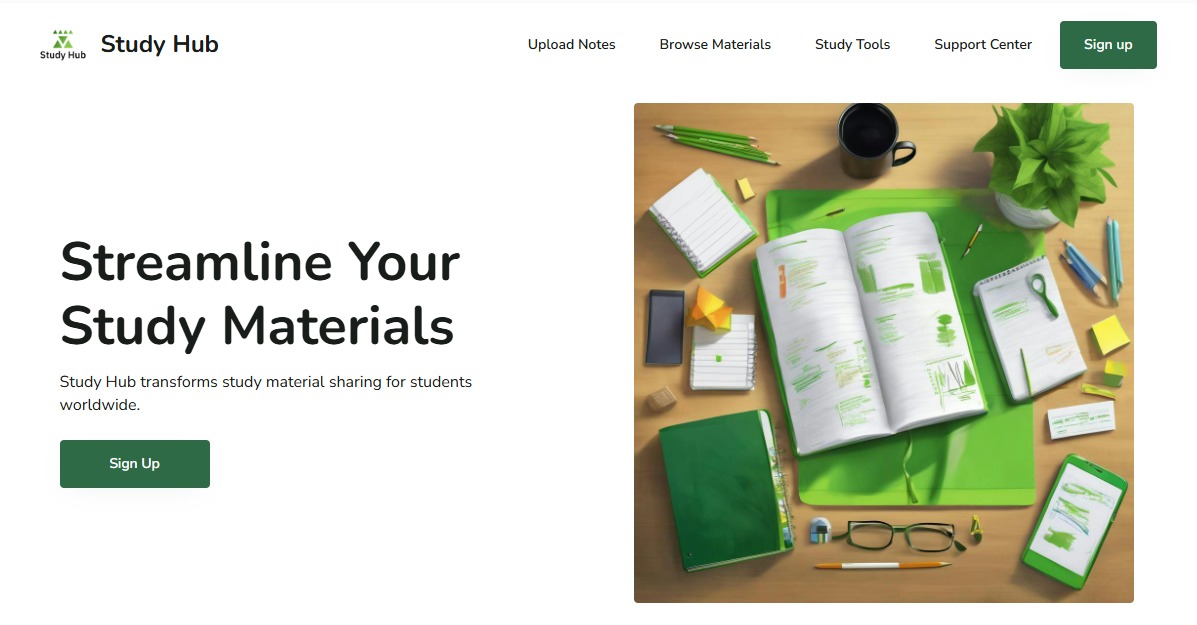 Study Hub
Study Hub
Upload Notes
Browse Materials
Study Tools
Support Center
Sign up
Streamline Your
Study Materials
Study Hub transforms study material sharing for students
worldwide.
Sign Up